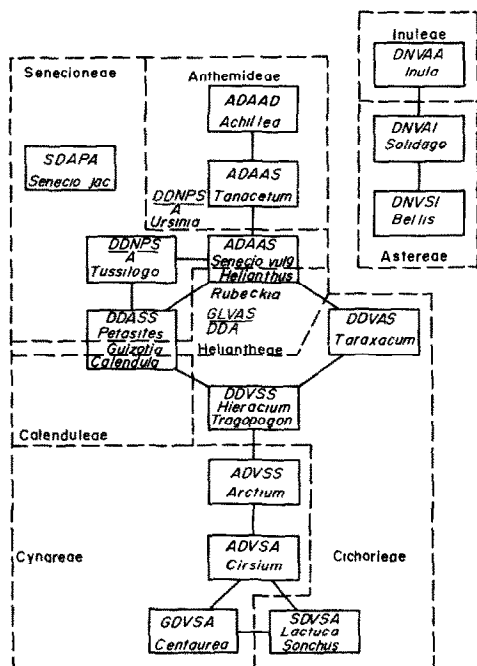 Inuleae
DNVAA
Inula
Senecioneae
Anthemideae
ADAAD
Achillea
DNVAI
Solidago
SDAPA
Senecio jac
ADAAS
Tanacetum
DDNPS
A
Ursinia
DNVSI
Bellis
Astereae
DDNPS
A
Tussilogo
ADAAS
Senecio vulg
Helianthus
Rubeckia
GLVAS
DDA
Heliantheae
DDASS
Petasites
Guizotia
Calendula
DDVAS
Taraxacum
DDVSS
Hieracium
Tragopogon
Calenduleae
ADVSS
Arctium
Cynareae
ADVSA
Cirsium
Cichorieae
GDVSA
Centaurea
SDVSA
Lactuca
Sonchus